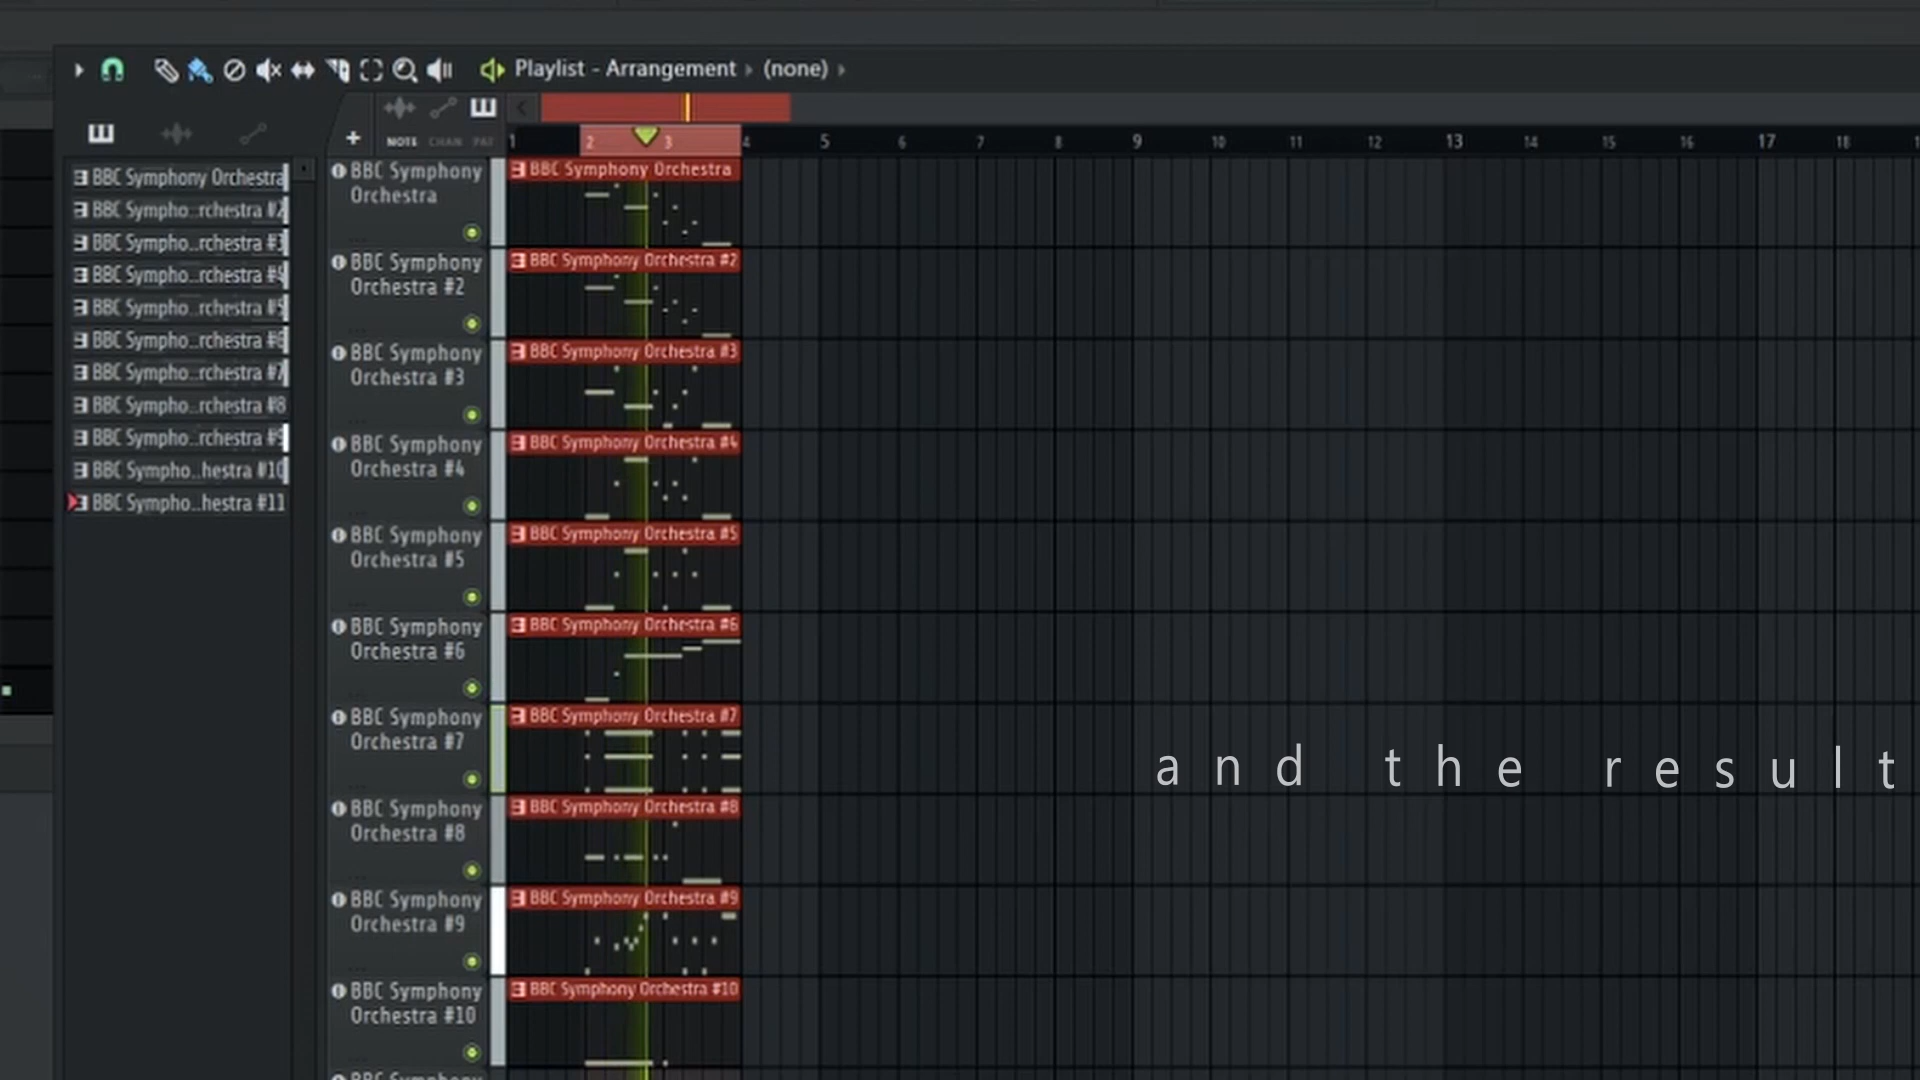 Playlist - Arrangement › (none) ›
NOTE CHAN PAT
1 2 3 4 5 6 7 8 9 10 11 12 13 14 15 16 17 18
BBC Symphony Orchestra
BBC Sympho..rchestra #2
BBC Sympho..rchestra #3
BBC Sympho..rchestra #4
BBC Sympho..rchestra #5
BBC Sympho..rchestra #6
BBC Sympho..rchestra #7
BBC Sympho..rchestra #8
BBC Sympho..rchestra #9
BBC Sympho..hestra #10
BBC Sympho..hestra #11
BBC Symphony
Orchestra
BBC Symphony Orchestra
BBC Symphony
Orchestra #2
BBC Symphony Orchestra #2
BBC Symphony
Orchestra #3
BBC Symphony Orchestra #3
BBC Symphony
Orchestra #4
BBC Symphony Orchestra #4
BBC Symphony
Orchestra #5
BBC Symphony Orchestra #5
BBC Symphony
Orchestra #6
BBC Symphony Orchestra #6
BBC Symphony
Orchestra #7
BBC Symphony Orchestra #7
and the result
BBC Symphony
Orchestra #8
BBC Symphony Orchestra #8
BBC Symphony
Orchestra #9
BBC Symphony Orchestra #9
BBC Symphony
Orchestra #10
BBC Symphony Orchestra #10